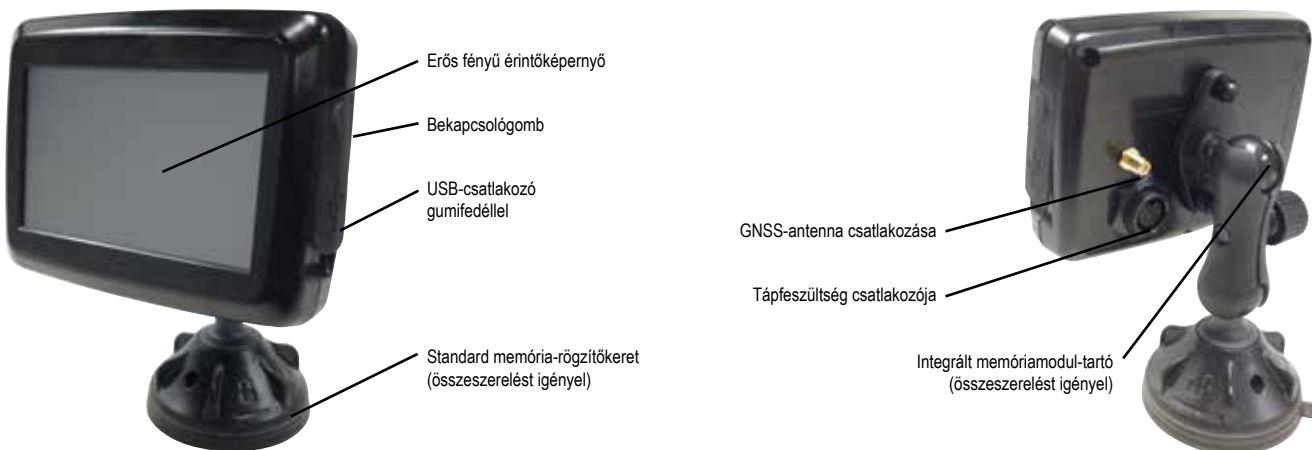 Erős fényű érintőképernyő
Bekapcsológomb
USB-csatlakozó
gumifedéllel
Standard memória-rögzítőkeret
(összeszerelést igényel)
GNSS-antenna csatlakozása
Tápfeszültség csatlakozója
Integrált memóriamodul-tartó
(összeszerelést igényel)